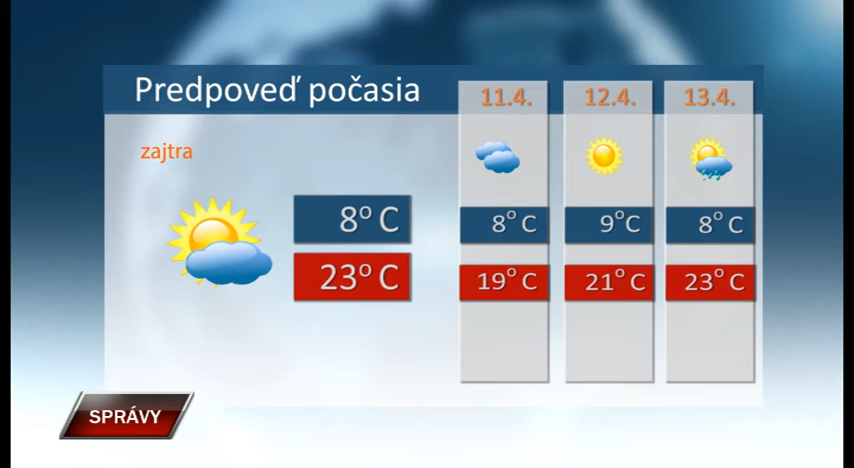 Predpoveď počasia
zajtra
8° C
23° C
11.4.
8° C
19° C
12.4.
9°C
21° C
13.4.
8° C
23° C
SPRÁVY